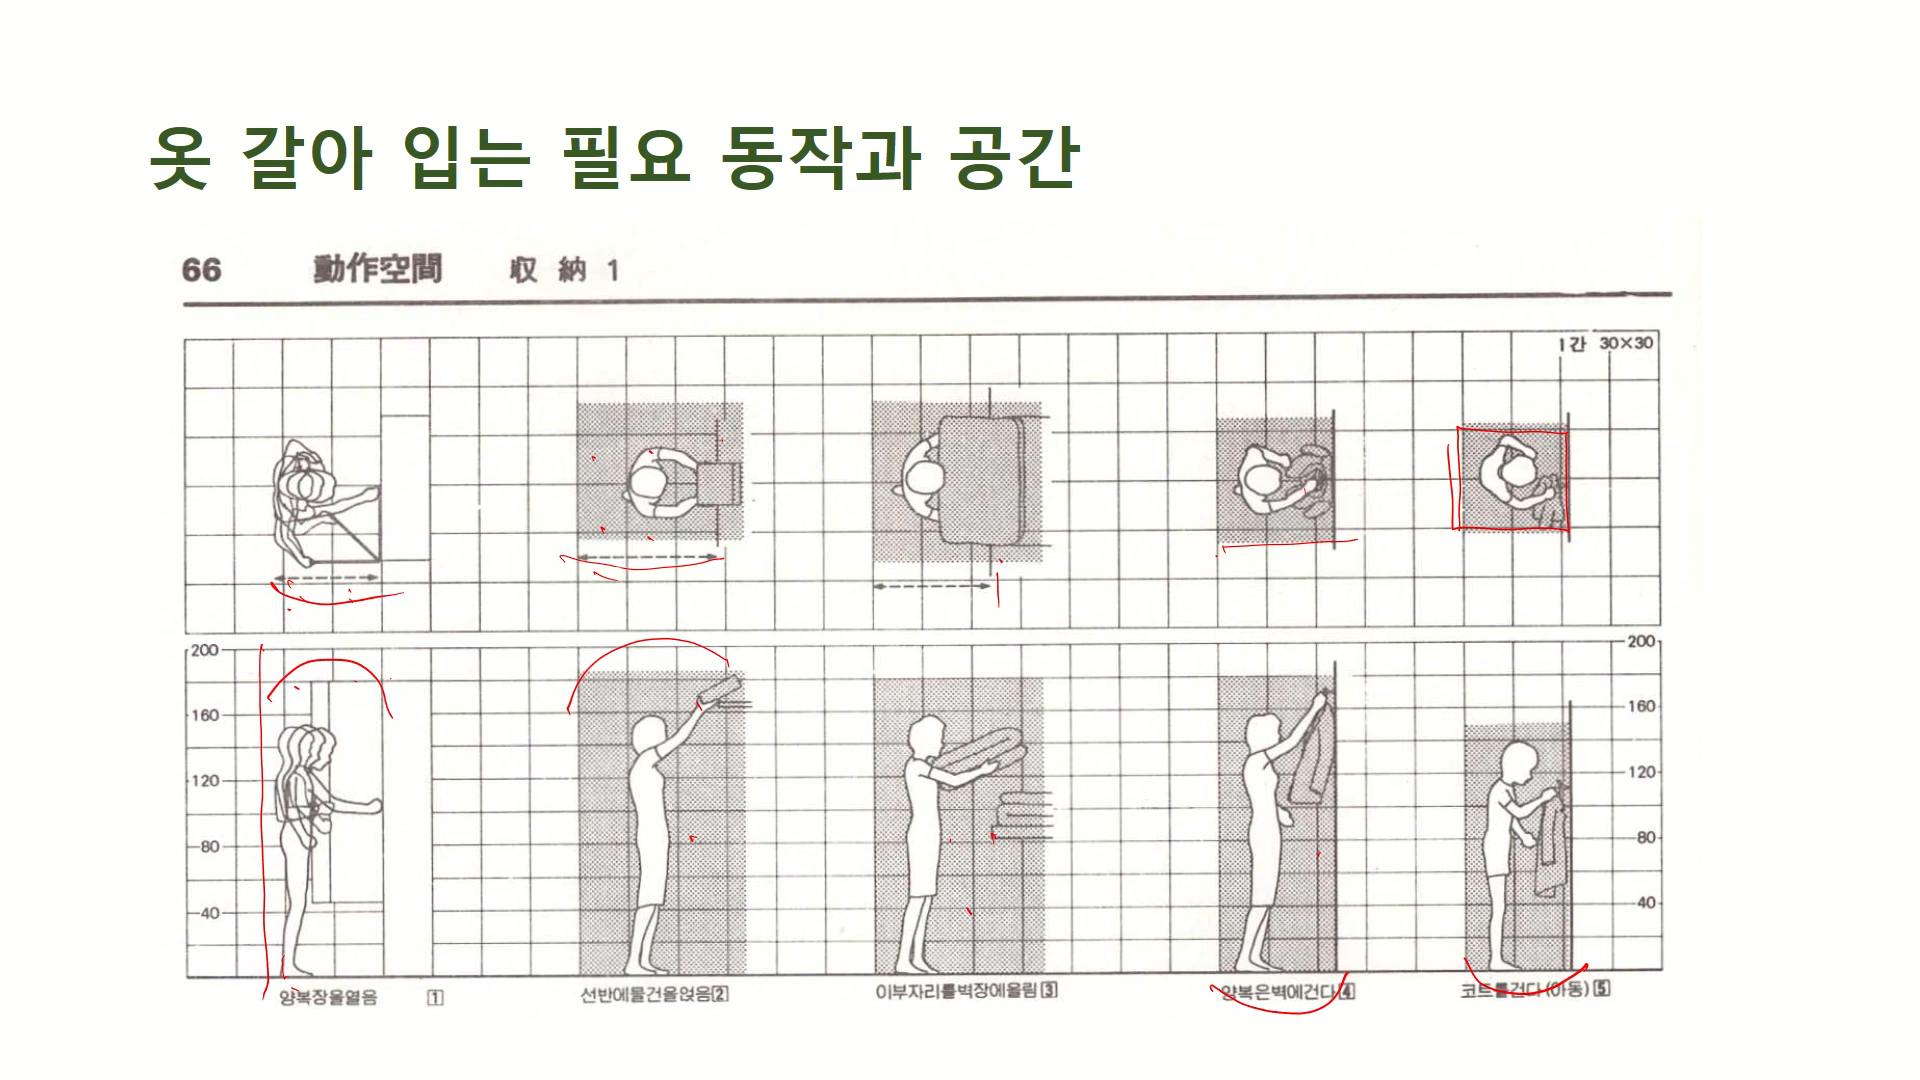 옷 갈아 입는 필요 동작과 공간
66 動作空間 収納 1
1간 30×30
200 200
160 160
120 120
80 80
40 40
양복장을열음 1 선반에물건을얹음2 이부자리를벽장에올림3 양복은벽에건다4 코트를건다(아동)5